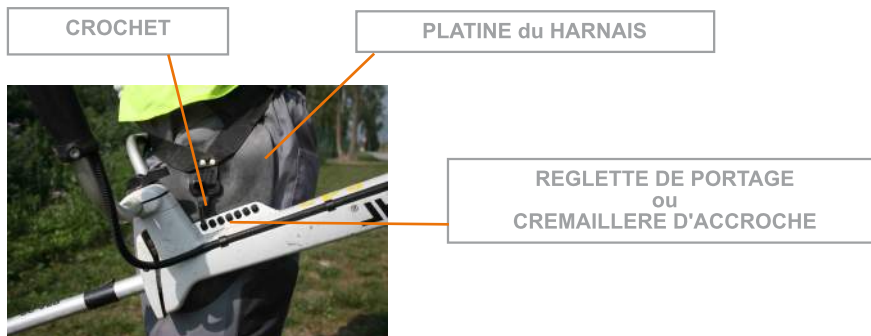 CROCHET
PLATINE du HARNAIS
REGLETTE DE PORTAGE
ou
CREMAILLERE D'ACCROCHE